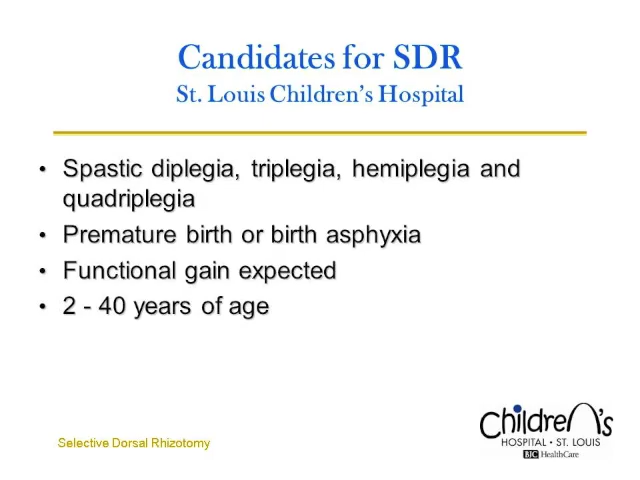 Candidates for SDR
St. Louis Children's Hospital
• Spastic diplegia, triplegia, hemiplegia and
quadriplegia
• Premature birth or birth asphyxia
• Functional gain expected
• 2 - 40 years of age
Selective Dorsal Rhizotomy
Children's
HOSPITAL • ST. LOUIS
BJC HealthCare